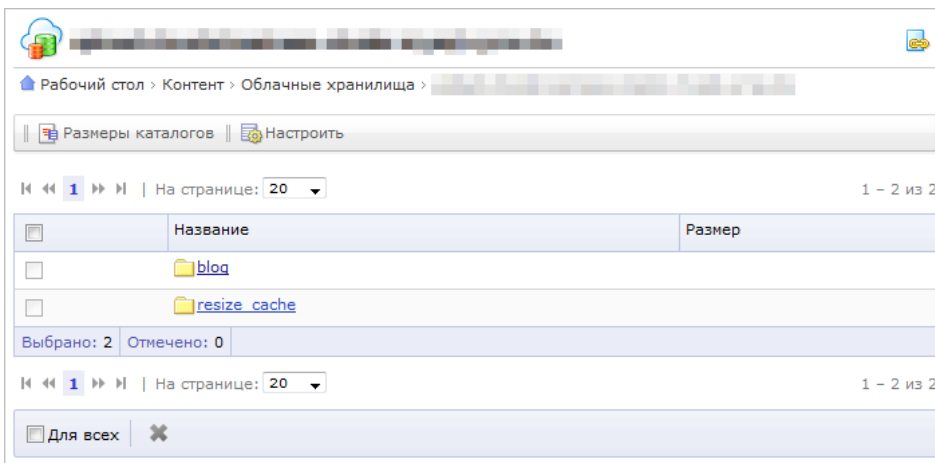 Рабочий стол › Контент › Облачные хранилища ›
Размеры каталогов Настроить
1 | На странице: 20 1 – 2 из 2
Название Размер
blog
resize_cache
Выбрано: 2 Отмечено: 0
1 | На странице: 20 1 – 2 из 2
Для всех